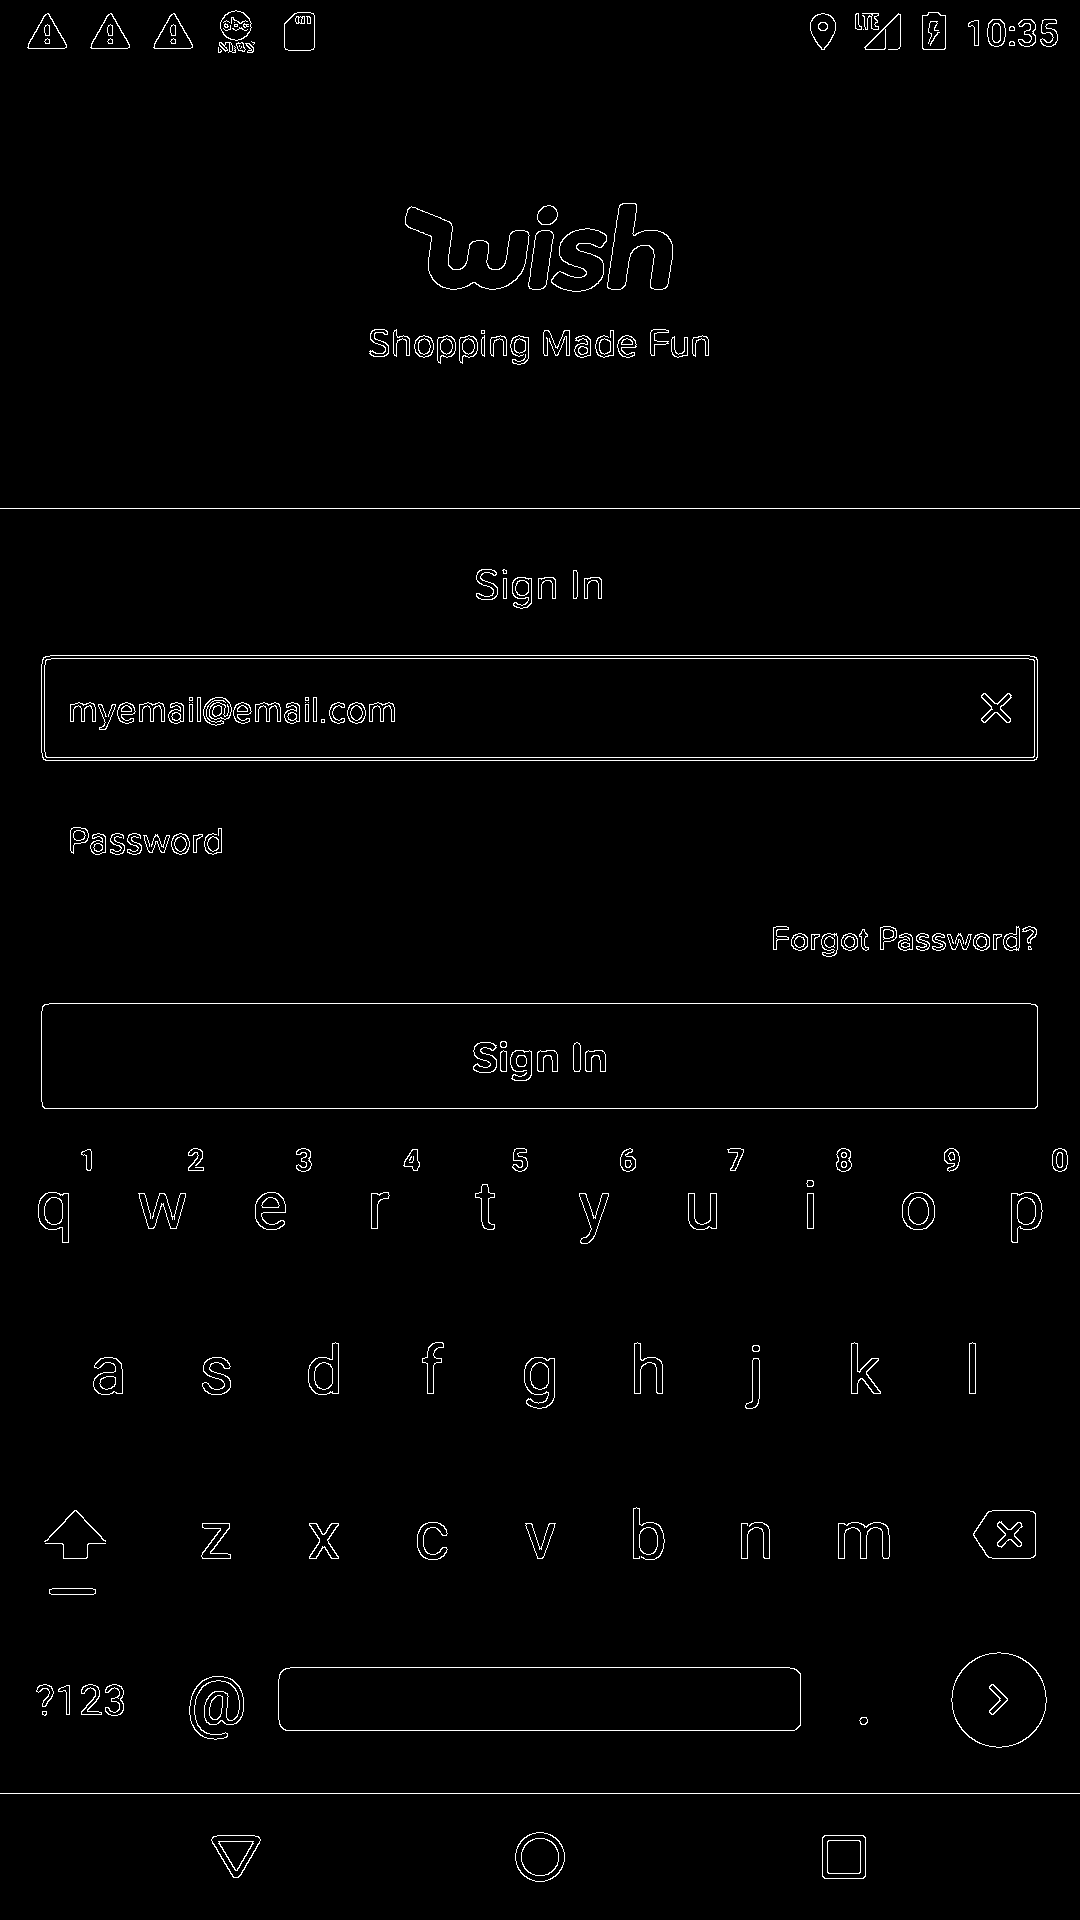 abc NEWS LTE 10:35
wish
Shopping Made Fun
Sign In
myemail@email.com
Password
Forgot Password?
Sign In
1 2 3 4 5 6 7 8 9 0
q w e r t y u i o p
a s d f g h j k l
z x c v b n m
?123 @ .